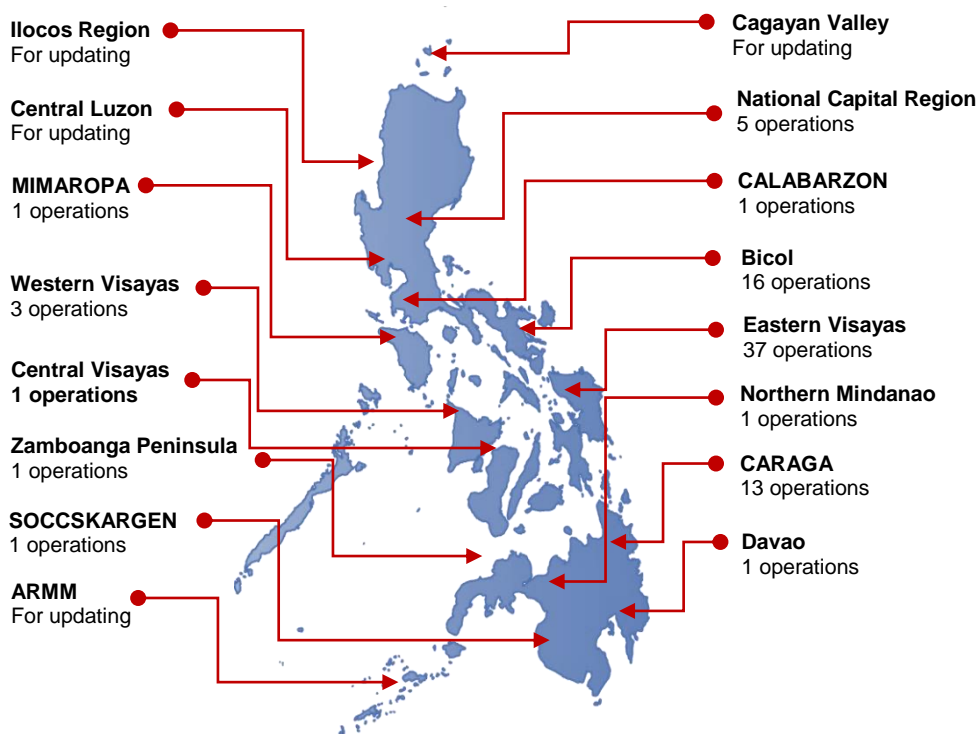 Ilocos Region
For updating
Central Luzon
For updating
MIMAROPA
1 operations
Western Visayas
3 operations
Central Visayas
1 operations
Zamboanga Peninsula
1 operations
SOCCSKARGEN
1 operations
ARMM
For updating
Cagayan Valley
For updating
National Capital Region
5 operations
CALABARZON
1 operations
Bicol
16 operations
Eastern Visayas
37 operations
Northern Mindanao
1 operations
CARAGA
13 operations
Davao
1 operations